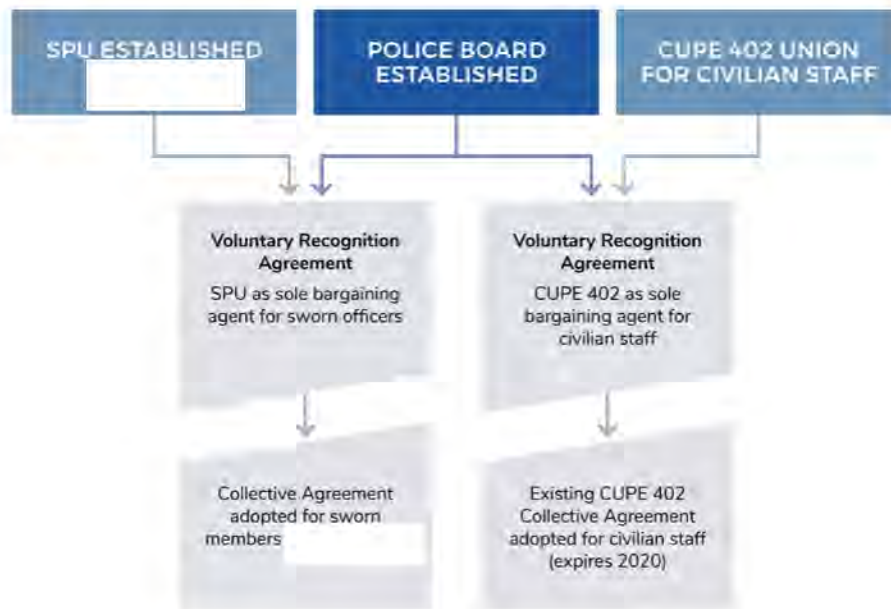 SPU ESTABLISHED
POLICE BOARD
ESTABLISHED
CUPE 402 UNION
FOR CIVILIAN STAFF
Voluntary Recognition
Agreement
SPU as sole bargaining
agent for sworn officers
Voluntary Recognition
Agreement
CUPE 402 as sole
bargaining agent for
civilian staff
Collective Agreement
adopted for sworn
members
Existing CUPE 402
Collective Agreement
adopted for civilian staff
(expires 2020)